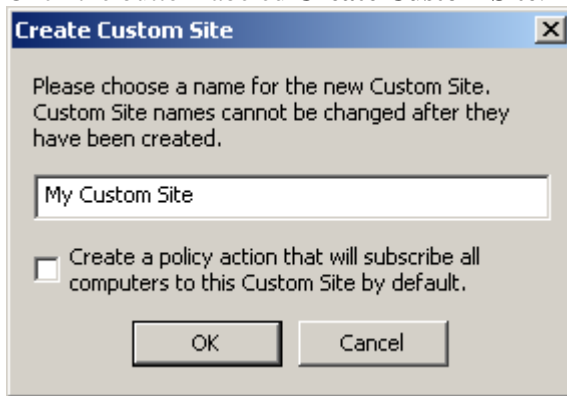 Create Custom Site
Please choose a name for the new Custom Site.
Custom Site names cannot be changed after they
have been created.
My Custom Site
Create a policy action that will subscribe all
computers to this Custom Site by default.
OK
Cancel